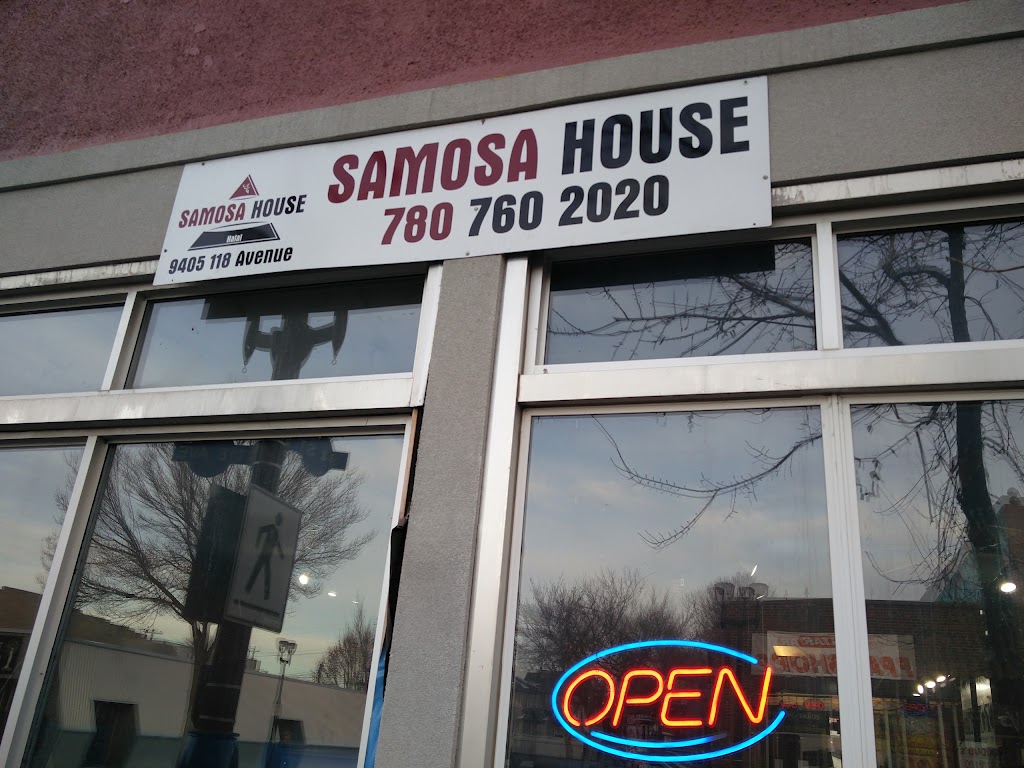 SAMOSA HOUSE
780 760 2020
SAMOSA HOUSE
Halal
9405 118 Avenue
OPEN